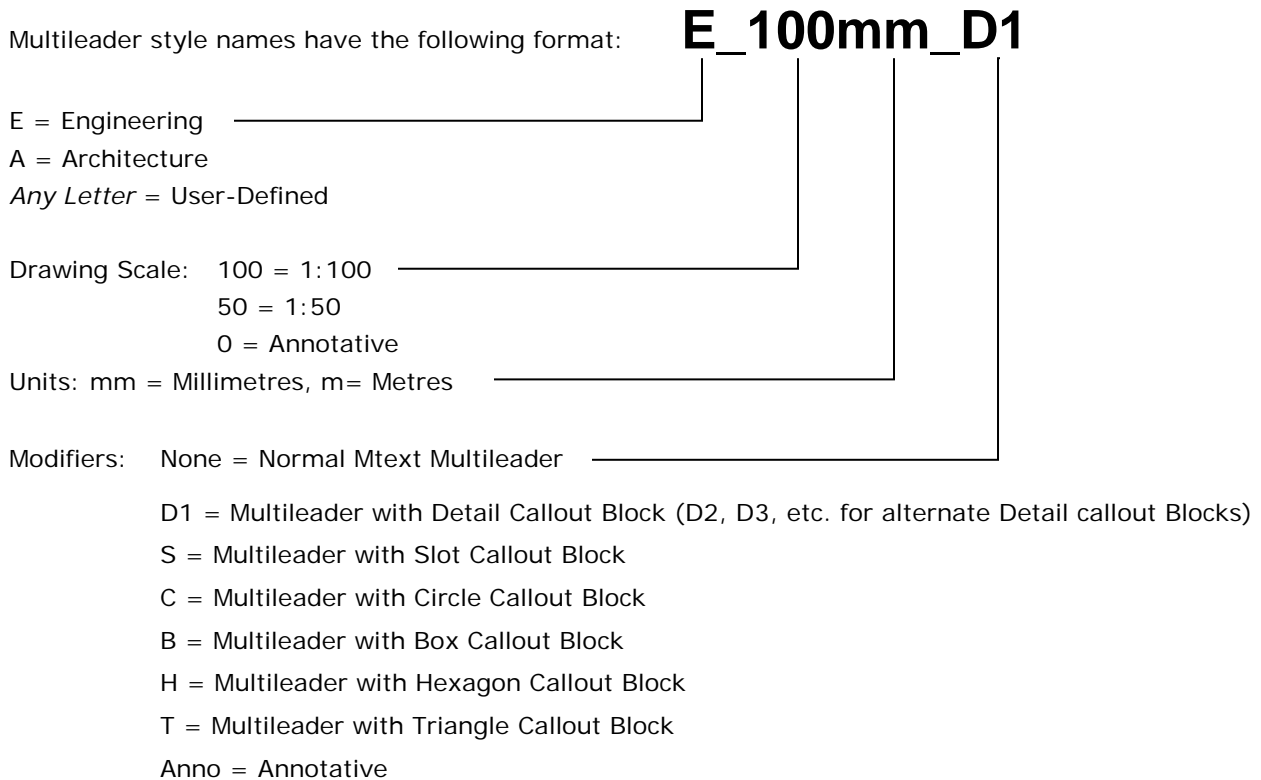 Multileader style names have the following format: E_100mm_D1
E = Engineering
A = Architecture
Any Letter = User-Defined
Drawing Scale: 100 = 1:100
50 = 1:50
0 = Annotative
Units: mm = Millimetres, m= Metres
Modifiers: None = Normal Mtext Multileader
D1 = Multileader with Detail Callout Block (D2, D3, etc. for alternate Detail callout Blocks)
S = Multileader with Slot Callout Block
C = Multileader with Circle Callout Block
B = Multileader with Box Callout Block
H = Multileader with Hexagon Callout Block
T = Multileader with Triangle Callout Block
Anno = Annotative